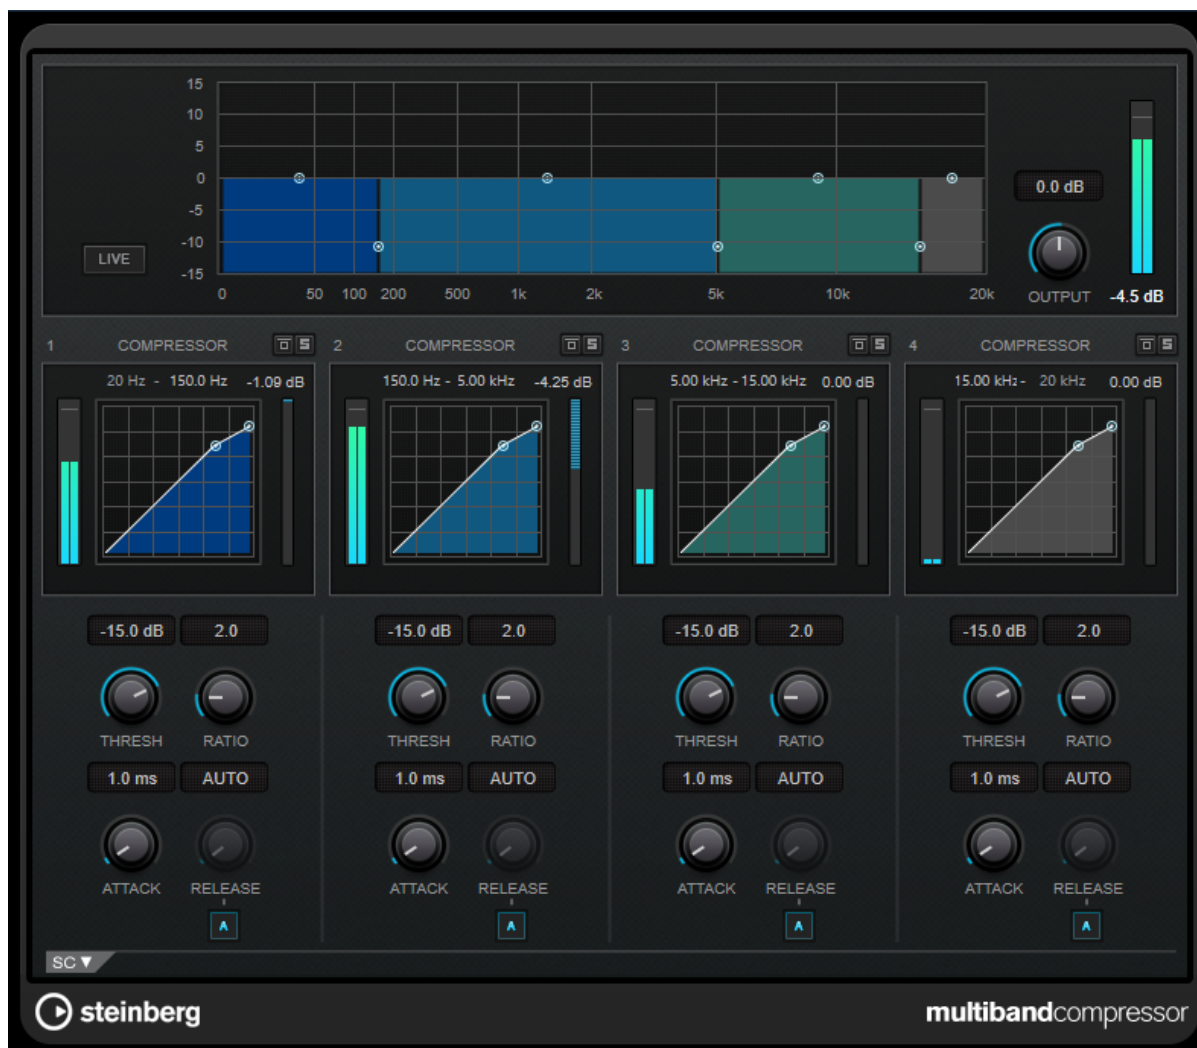 15
10
5
0
-5
-10
-15
0 50 100 200 500 1k 2k 5k 10k 20k
LIVE
0.0 dB
OUTPUT -4.5 dB
1 COMPRESSOR S 2 COMPRESSOR S 3 COMPRESSOR S 4 COMPRESSOR S
20 Hz - 150.0 Hz -1.09 dB 150.0 Hz - 5.00 kHz -4.25 dB 5.00 kHz - 15.00 kHz 0.00 dB 15.00 kHz - 20 kHz 0.00 dB
-15.0 dB 2.0 -15.0 dB 2.0 -15.0 dB 2.0 -15.0 dB 2.0
THRESH RATIO THRESH RATIO THRESH RATIO THRESH RATIO
1.0 ms AUTO 1.0 ms AUTO 1.0 ms AUTO 1.0 ms AUTO
ATTACK RELEASE ATTACK RELEASE ATTACK RELEASE ATTACK RELEASE
A A A A
SC▼
steinberg multibandcompressor